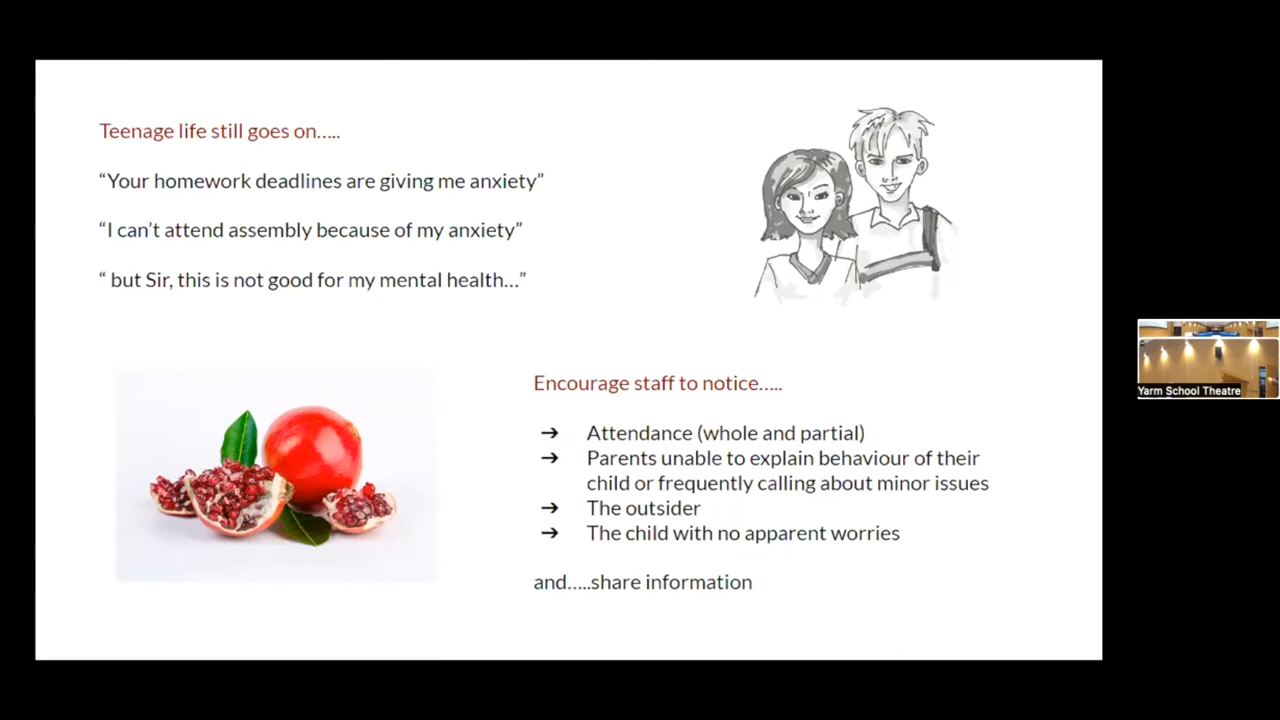 Teenage life still goes on…..
“Your homework deadlines are giving me anxiety”
“I can’t attend assembly because of my anxiety”
“ but Sir, this is not good for my mental health…”
Encourage staff to notice…..
➔ Attendance (whole and partial)
➔ Parents unable to explain behaviour of their
child or frequently calling about minor issues
➔ The outsider
➔ The child with no apparent worries
and…..share information
Yarm School Theatre